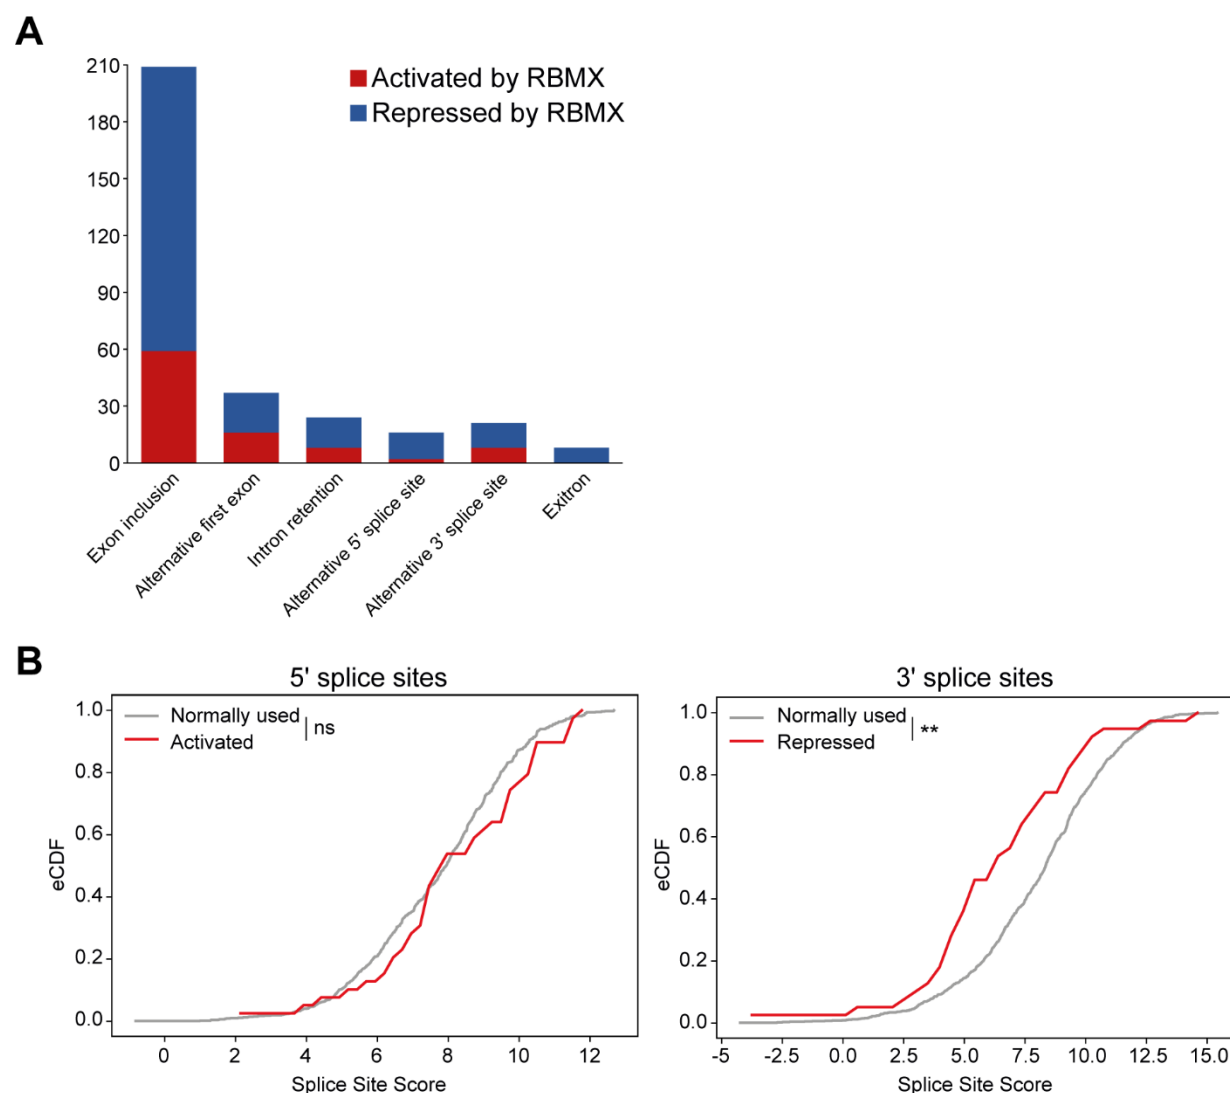 A
210
180
150
120
90
60
30
0
Activated by RBMX
Repressed by RBMX
Exon inclusion
Alternative first exon
Intron retention
Alternative 5' splice site
Alternative 3' splice site
Exitron
B
5' splice sites
Normally used
Activated
ns
eCDF
1.0
0.8
0.6
0.4
0.2
0.0
0 2 4 6 8 10 12
Splice Site Score
3' splice sites
Normally used
Repressed
**
eCDF
1.0
0.8
0.6
0.4
0.2
0.0
-5 -2.5 0.0 2.5 5.0 7.5 10.0 12.5 15.0
Splice Site Score